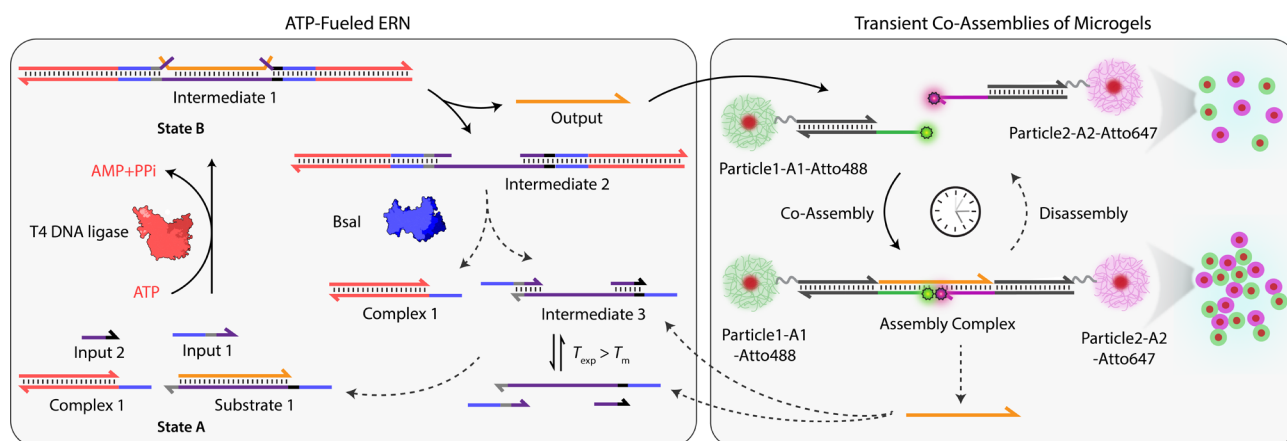 ATP-Fueled ERN
Intermediate 1
State B
Output
AMP+PPi
T4 DNA ligase
ATP
Intermediate 2
BsaI
Complex 1
Intermediate 3
Texp > Tm
Input 2
Input 1
Complex 1
Substrate 1
State A
Transient Co-Assemblies of Microgels
Particle1-A1-Atto488
Particle2-A2-Atto647
Co-Assembly
Disassembly
Particle1-A1
-Atto488
Assembly Complex
Particle2-A2
-Atto647